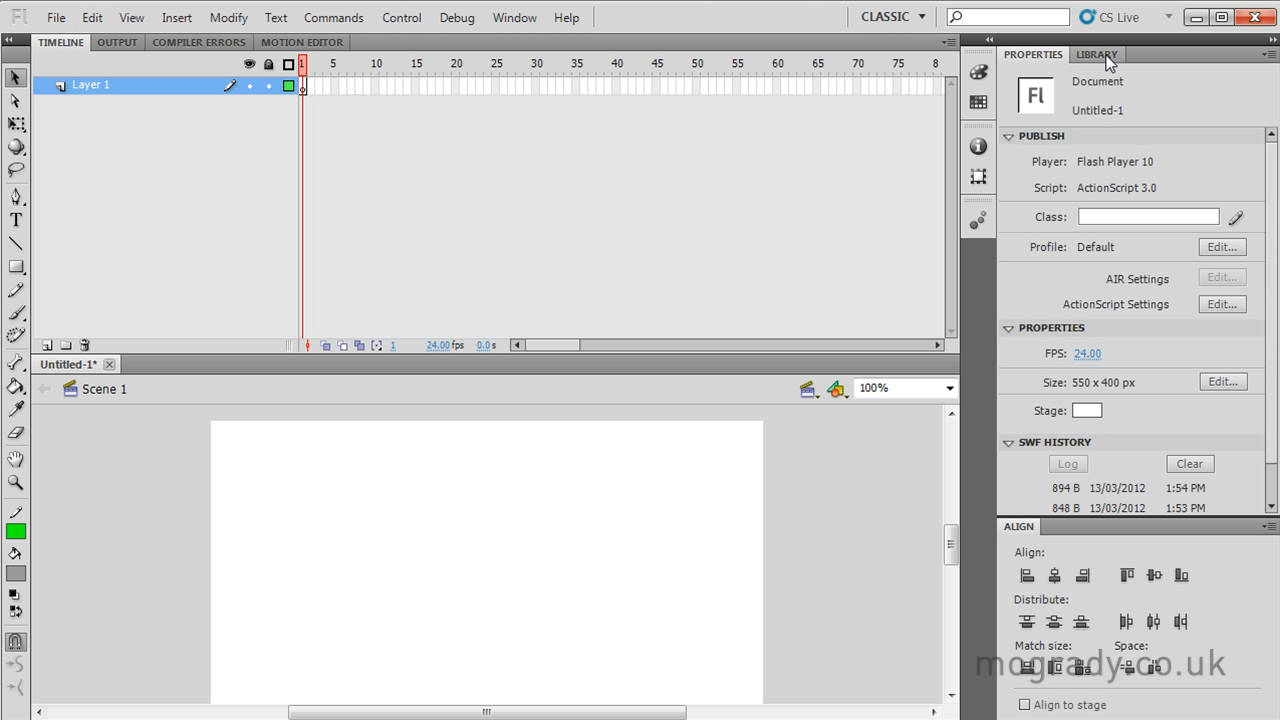 Fl File Edit View Insert Modify Text Commands Control Debug Window Help CLASSIC CS Live
TIMELINE OUTPUT COMPILER ERRORS MOTION EDITOR
1 5 10 15 20 25 30 35 40 45 50 55 60 65 70 75 8
Layer 1
1 24.00 fps 0.0 s
Untitled-1*
Scene 1 100%
PROPERTIES LIBRARY
Fl Document
Untitled-1
PUBLISH
Player: Flash Player 10
Script: ActionScript 3.0
Class:
Profile: Default Edit...
AIR Settings Edit...
ActionScript Settings Edit...
PROPERTIES
FPS: 24.00
Size: 550 x 400 px Edit...
Stage:
SWF HISTORY
Log Clear
894 B 13/03/2012 1:54 PM
848 B 13/03/2012 1:53 PM
ALIGN
Align:
Distribute:
Match size: Space:
mogrady.co.uk
Align to stage
T